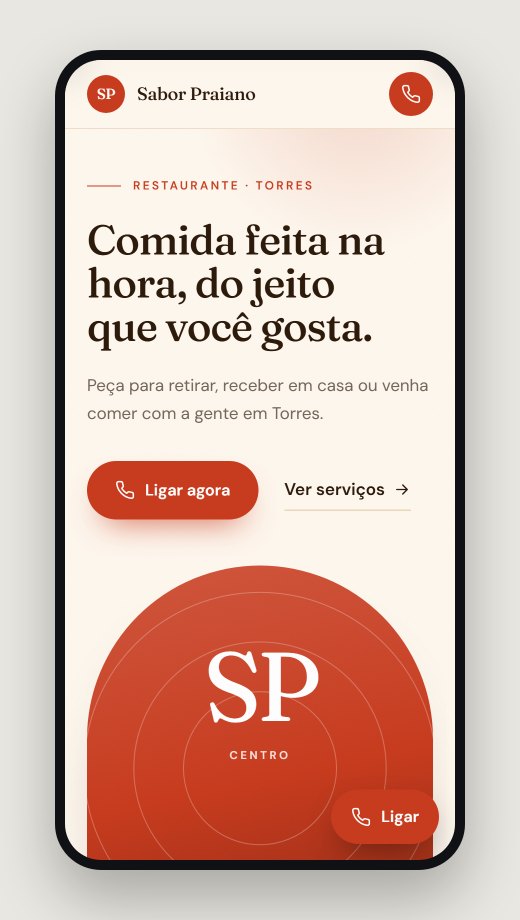 SP Sabor Praiano
RESTAURANTE · TORRES
Comida feita na
hora, do jeito
que você gosta.
Peça para retirar, receber em casa ou venha
comer com a gente em Torres.
Ligar agora
Ver serviços →
SP
CENTRO
Ligar